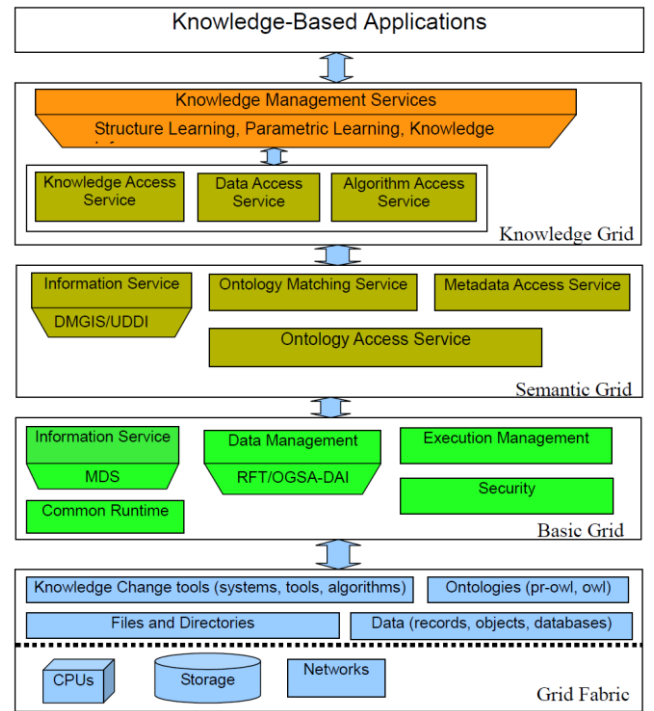 Knowledge-Based Applications
Knowledge Management Services
Structure Learning, Parametric Learning, Knowledge
Knowledge Access
Service
Data Access
Service
Algorithm Access
Service
Knowledge Grid
Information Service
DMGIS/UDDI
Ontology Matching Service
Metadata Access Service
Ontology Access Service
Semantic Grid
Information Service
MDS
Data Management
RFT/OGSA-DAI
Execution Management
Security
Common Runtime
Basic Grid
Knowledge Change tools (systems, tools, algorithms)
Ontologies (pr-owl, owl)
Files and Directories
Data (records, objects, databases)
CPUs
Storage
Networks
Grid Fabric